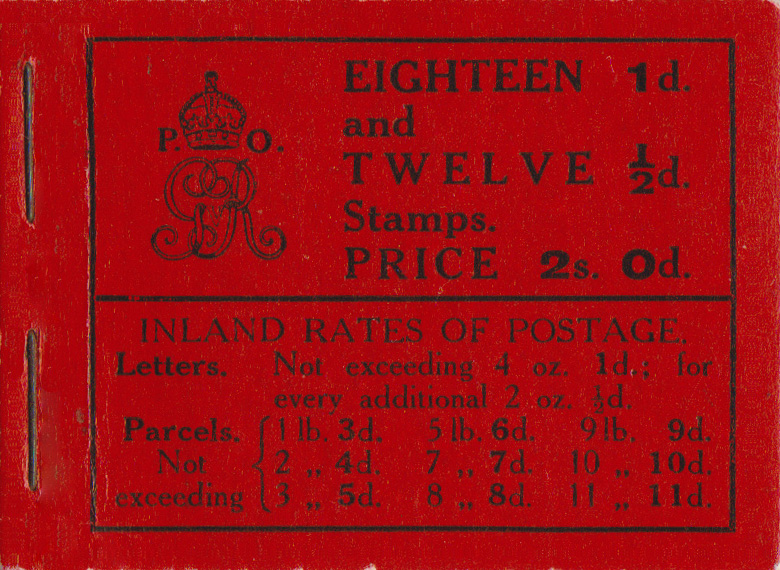 P. O.
GR
EIGHTEEN 1d.
and
TWELVE ½d.
Stamps.
PRICE 2s. 0d.
INLAND RATES OF POSTAGE.
Letters. Not exceeding 4 oz. 1d.; for
every additional 2 oz. ½d.
Parcels. { 1 lb. 3d. 5 lb. 6d. 9 lb. 9d.
Not 2 „ 4d. 7 „ 7d. 10 „ 10d.
exceeding 3 „ 5d. 8 „ 8d. 11 „ 11d.